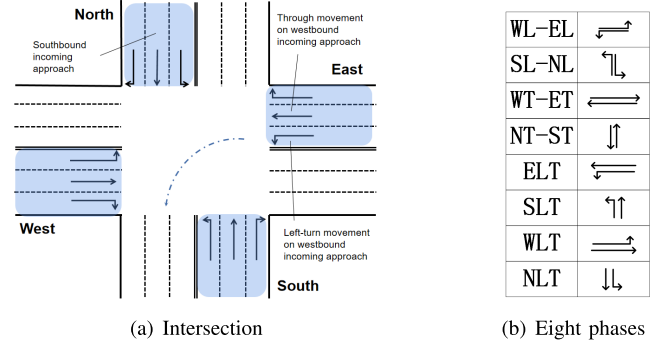 North
Southbound
incoming
approach
Through movement
on westbound
incoming approach
East
West
Left-turn movement
on westbound
incoming approach
South
(a) Intersection
WL-EL
SL-NL
WT-ET
NT-ST
ELT
SLT
WLT
NLT
(b) Eight phases